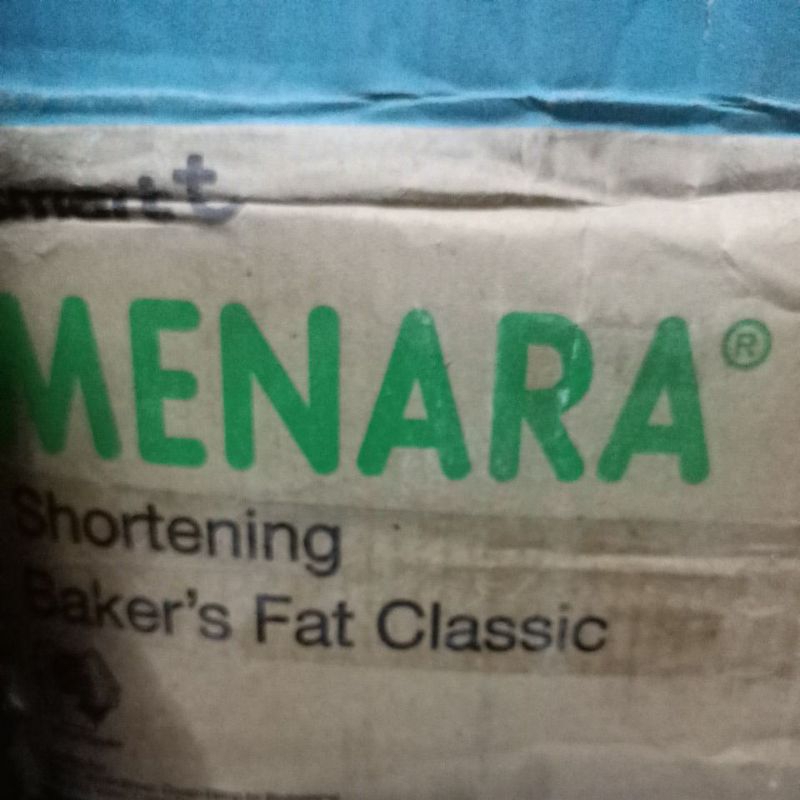 MENARA®
Shortening
Baker's Fat Classic